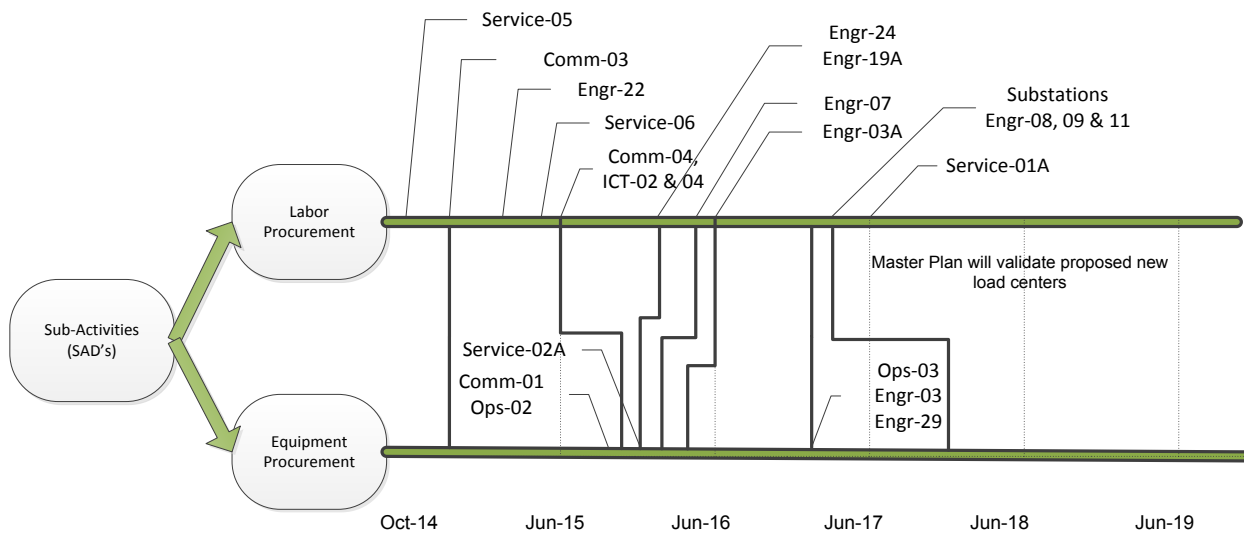 Service-05
Comm-03
Engr-22
Service-06
Comm-04,
ICT-02 & 04
Engr-24
Engr-19A
Engr-07
Engr-03A
Substations
Engr-08, 09 & 11
Service-01A
Labor
Procurement
Master Plan will validate proposed new
load centers
Sub-Activities
(SAD's)
Service-02A
Comm-01
Ops-02
Ops-03
Engr-03
Engr-29
Equipment
Procurement
Oct-14
Jun-15
Jun-16
Jun-17
Jun-18
Jun-19